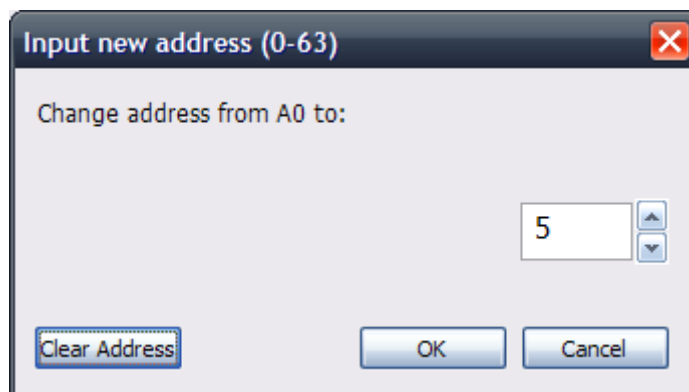 Input new address (0-63)
Change address from A0 to:
5
Clear Address OK Cancel